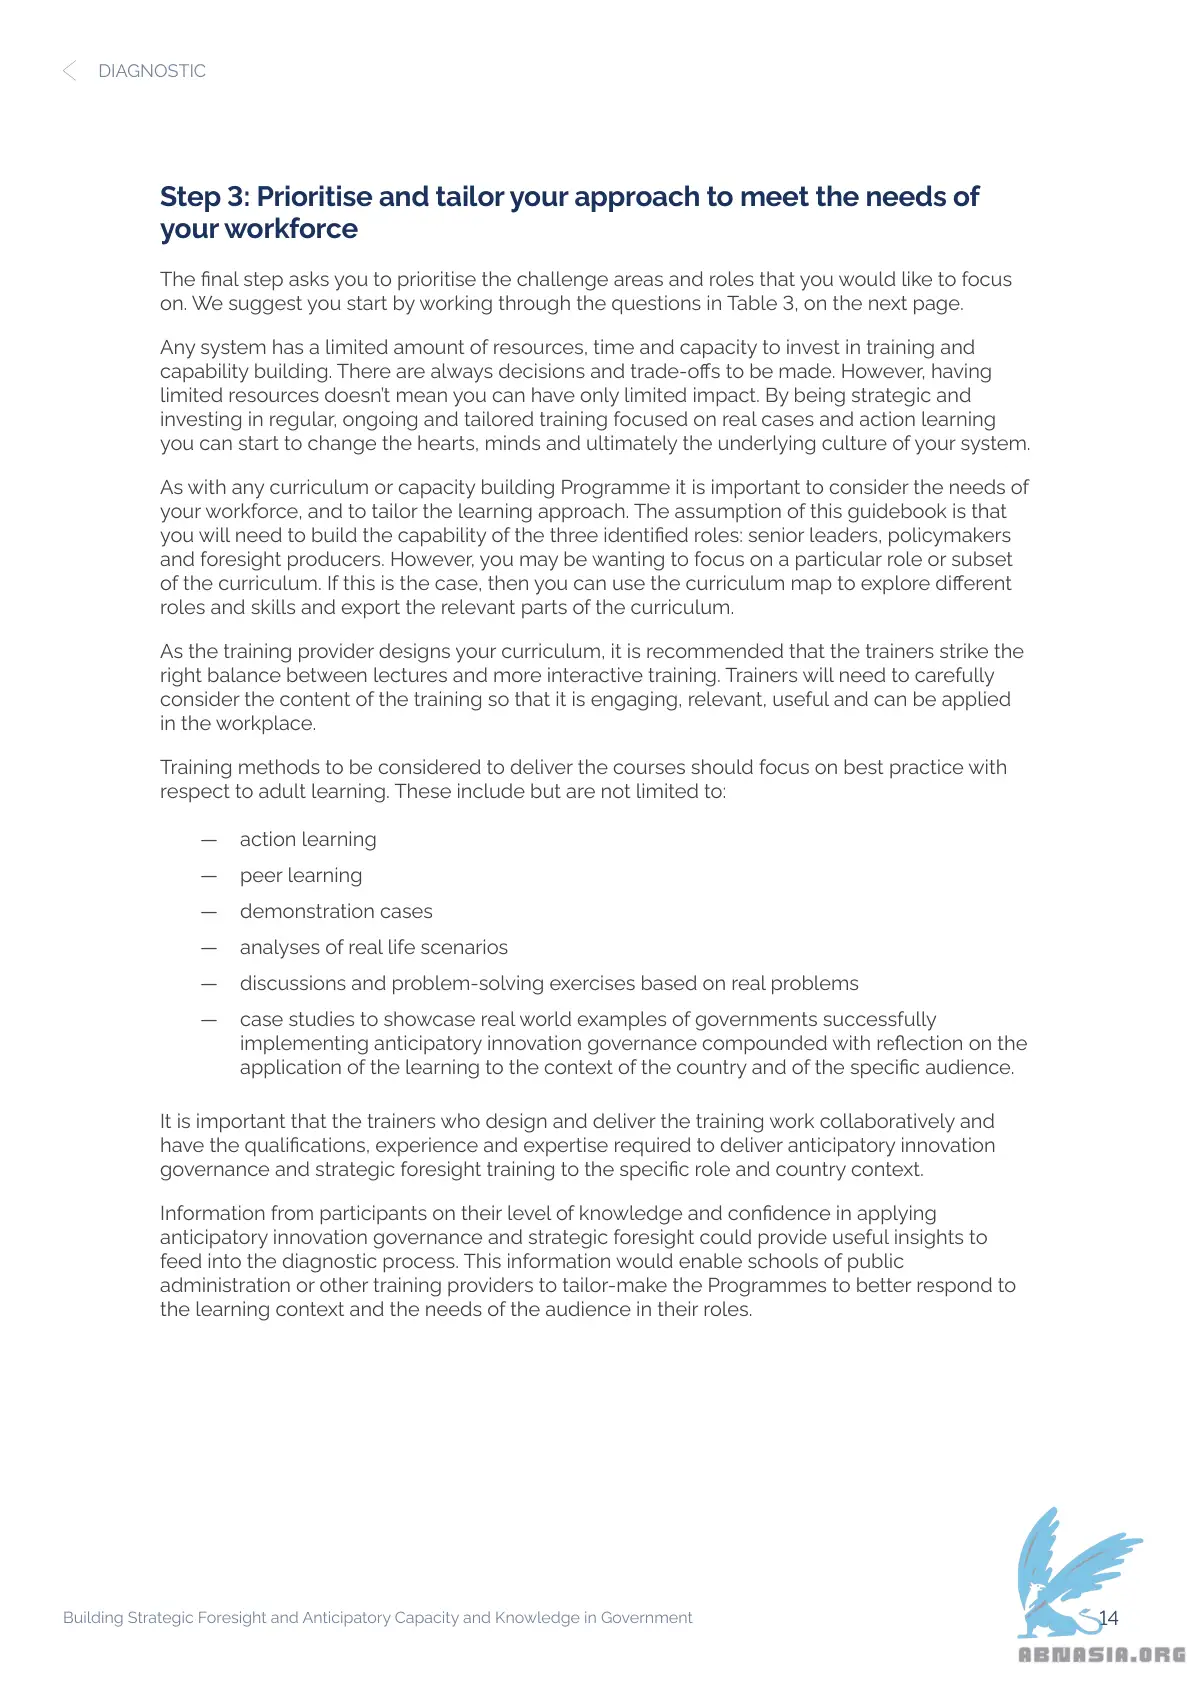 DIAGNOSTIC
Step 3: Prioritise and tailor your approach to meet the needs of
your workforce
The final step asks you to prioritise the challenge areas and roles that you would like to focus
on. We suggest you start by working through the questions in Table 3, on the next page.
Any system has a limited amount of resources, time and capacity to invest in training and
capability building. There are always decisions and trade-offs to be made. However, having
limited resources doesn't mean you can have only limited impact. By being strategic and
investing in regular, ongoing and tailored training focused on real cases and action learning
you can start to change the hearts, minds and ultimately the underlying culture of your system.
As with any curriculum or capacity building Programme it is important to consider the needs of
your workforce, and to tailor the learning approach. The assumption of this guidebook is that
you will need to build the capability of the three identified roles: senior leaders, policymakers
and foresight producers. However, you may be wanting to focus on a particular role or subset
of the curriculum. If this is the case, then you can use the curriculum map to explore different
roles and skills and export the relevant parts of the curriculum.
As the training provider designs your curriculum, it is recommended that the trainers strike the
right balance between lectures and more interactive training. Trainers will need to carefully
consider the content of the training so that it is engaging, relevant, useful and can be applied
in the workplace.
Training methods to be considered to deliver the courses should focus on best practice with
respect to adult learning. These include but are not limited to:
— action learning
— peer learning
— demonstration cases
— analyses of real life scenarios
— discussions and problem-solving exercises based on real problems
— case studies to showcase real world examples of governments successfully
implementing anticipatory innovation governance compounded with reflection on the
application of the learning to the context of the country and of the specific audience.
It is important that the trainers who design and deliver the training work collaboratively and
have the qualifications, experience and expertise required to deliver anticipatory innovation
governance and strategic foresight training to the specific role and country context.
Information from participants on their level of knowledge and confidence in applying
anticipatory innovation governance and strategic foresight could provide useful insights to
feed into the diagnostic process. This information would enable schools of public
administration or other training providers to tailor-make the Programmes to better respond to
the learning context and the needs of the audience in their roles.
Building Strategic Foresight and Anticipatory Capacity and Knowledge in Government
14
ABNASIA.ORG